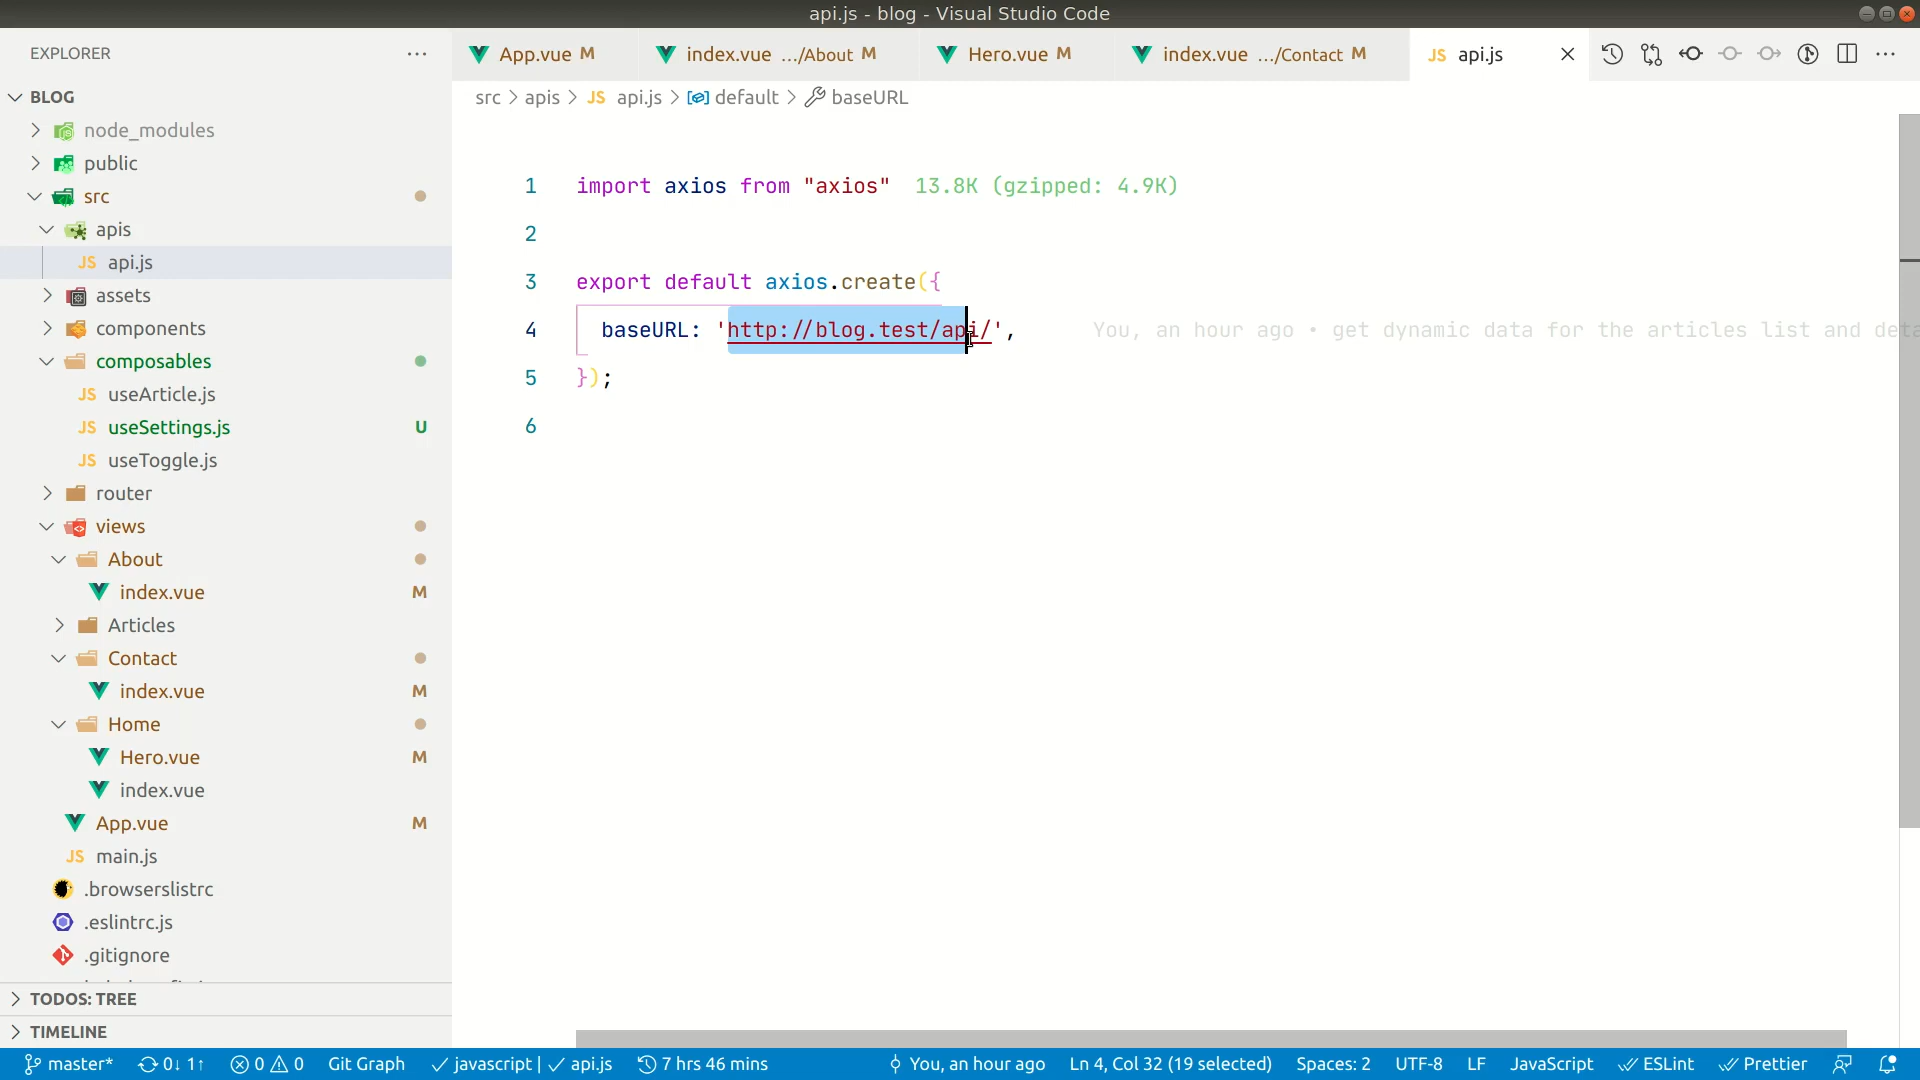 api.js - blog - Visual Studio Code
EXPLORER
App.vue M
index.vue .../About M
Hero.vue M
index.vue .../Contact M
JS api.js
src > apis > JS api.js > default > baseURL
BLOG
node_modules
public
src
apis
JS api.js
assets
components
composables
JS useArticle.js
JS useSettings.js U
JS useToggle.js
router
views
About
index.vue M
Articles
Contact
index.vue M
Home
Hero.vue M
index.vue
App.vue M
JS main.js
.browserslistrc
.eslintrc.js
.gitignore
TODOS: TREE
TIMELINE
1 import axios from "axios" 13.8K (gzipped: 4.9K)
2
3 export default axios.create({
4 baseURL: 'http://blog.test/api/', You, an hour ago • get dynamic data for the articles list and
5 });
6
master* 0↓ 1↑ 0 0 Git Graph javascript | api.js 7 hrs 46 mins You, an hour ago Ln 4, Col 32 (19 selected) Spaces: 2 UTF-8 LF JavaScript ESLint Prettier